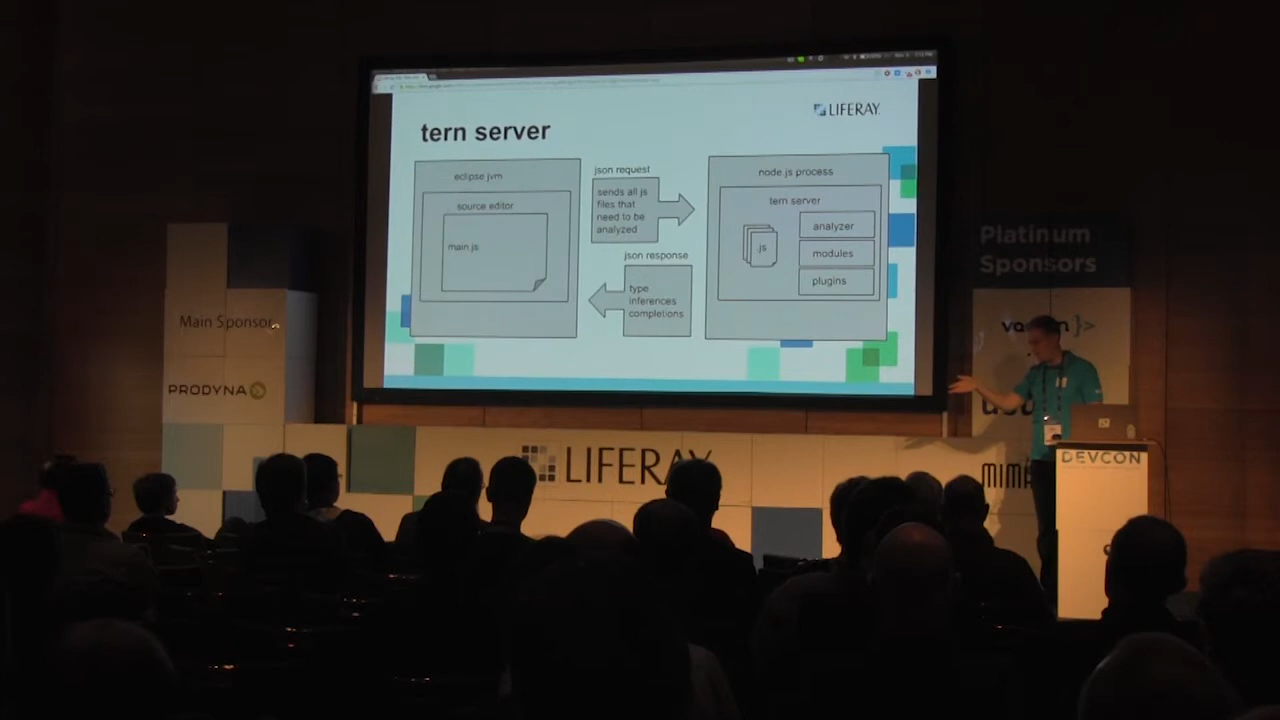 LIFERAY.
tern server
eclipse jvm
source editor
main.js
json request
sends all js
files that
need to be
analyzed
json response
type
inferences
completions
node.js process
tern server
js
analyzer
modules
plugins
Platinum
Sponsors
Main Sponsor
PRODYNA
LIFERAY
DEVCON